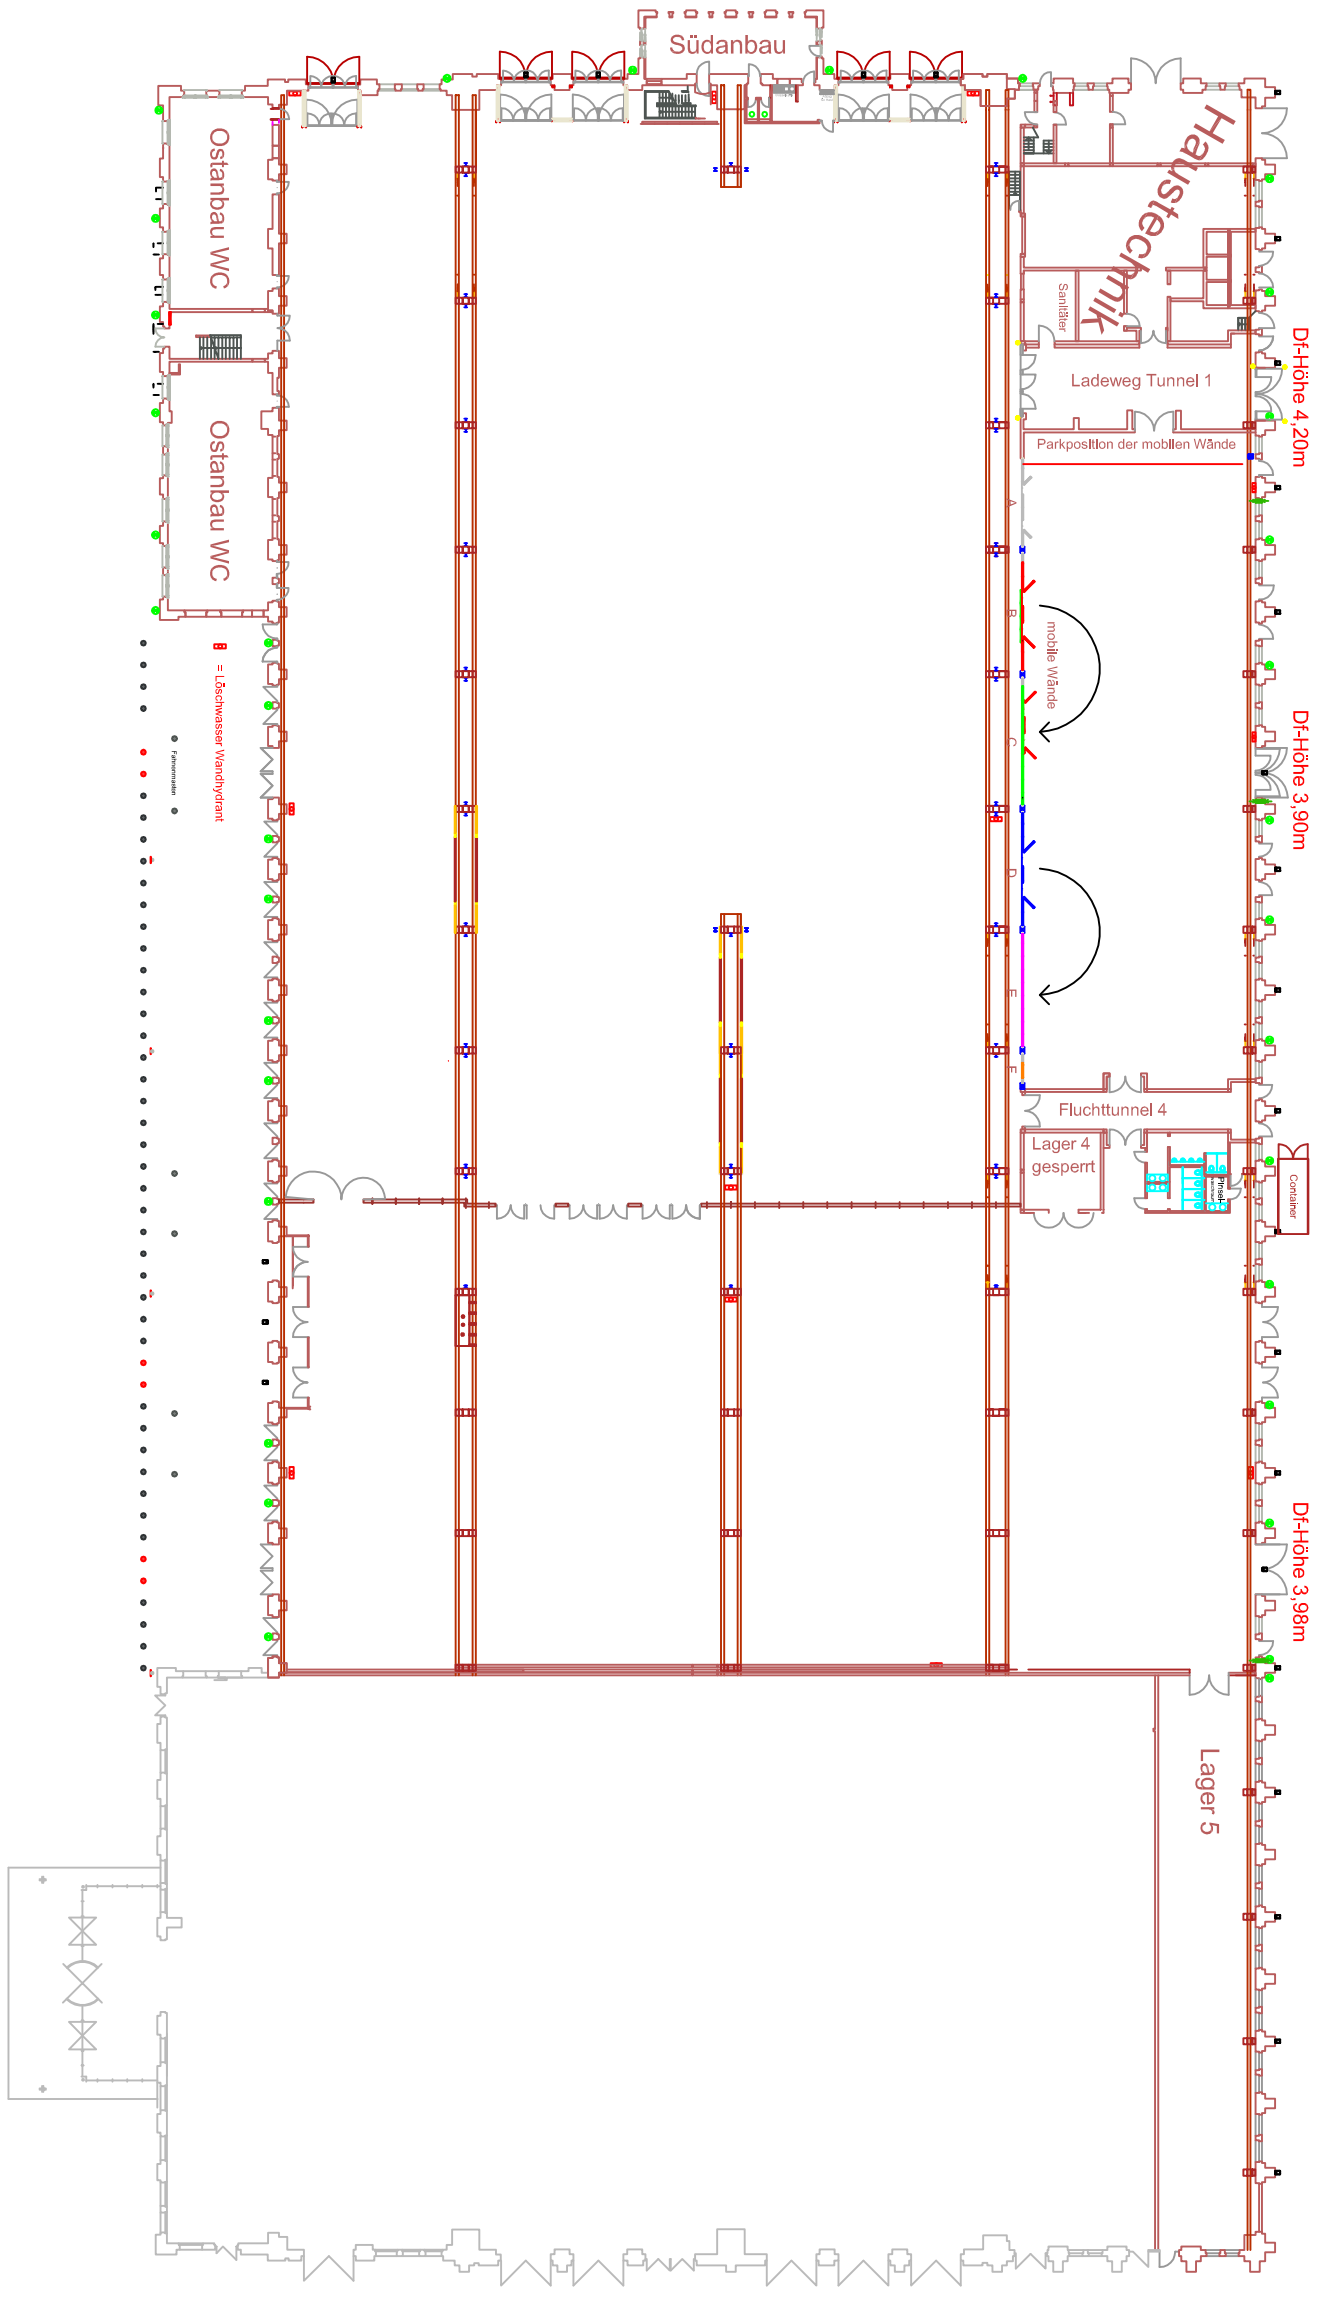 Südanbau
Haustechnik
Ostanbau WC
Sanitäter
Df-Höhe 4,20m
Ladeweg Tunnel 1
Parkposition der mobilen Wände
Ostanbau WC
A
B
mobile Wände
= Löschwasser Wandhydrant
C
Fahnenmasten
Df-Höhe 3,90m
D
E
F
Fluchttunnel 4
Lager 4
gesperrt
Pinsel-
Container
Df-Höhe 3,98m
Lager 5